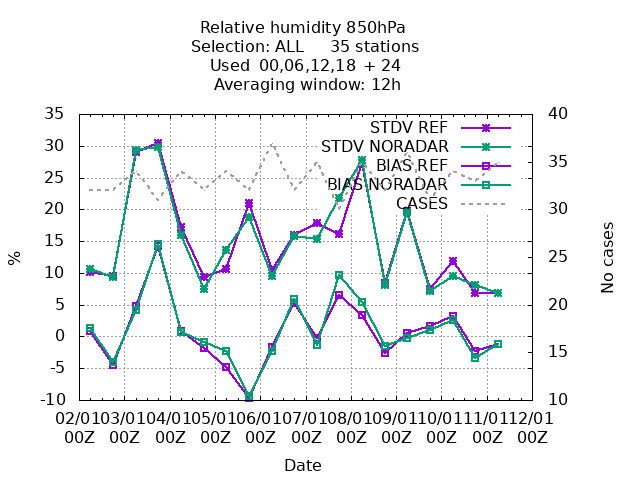 Relative humidity 850hPa
Selection: ALL 35 stations
Used 00,06,12,18 + 24
Averaging window: 12h
STDV REF
STDV NORADAR
BIAS REF
BIAS NORADAR
CASES
35
30
25
20
15
10
5
0
-5
-10
%
40
35
30
25
20
15
10
No cases
02/01 03/01 04/01 05/01 06/01 07/01 08/01 09/01 10/01 11/01 12/01
00Z 00Z 00Z 00Z 00Z 00Z 00Z 00Z 00Z 00Z 00Z
Date